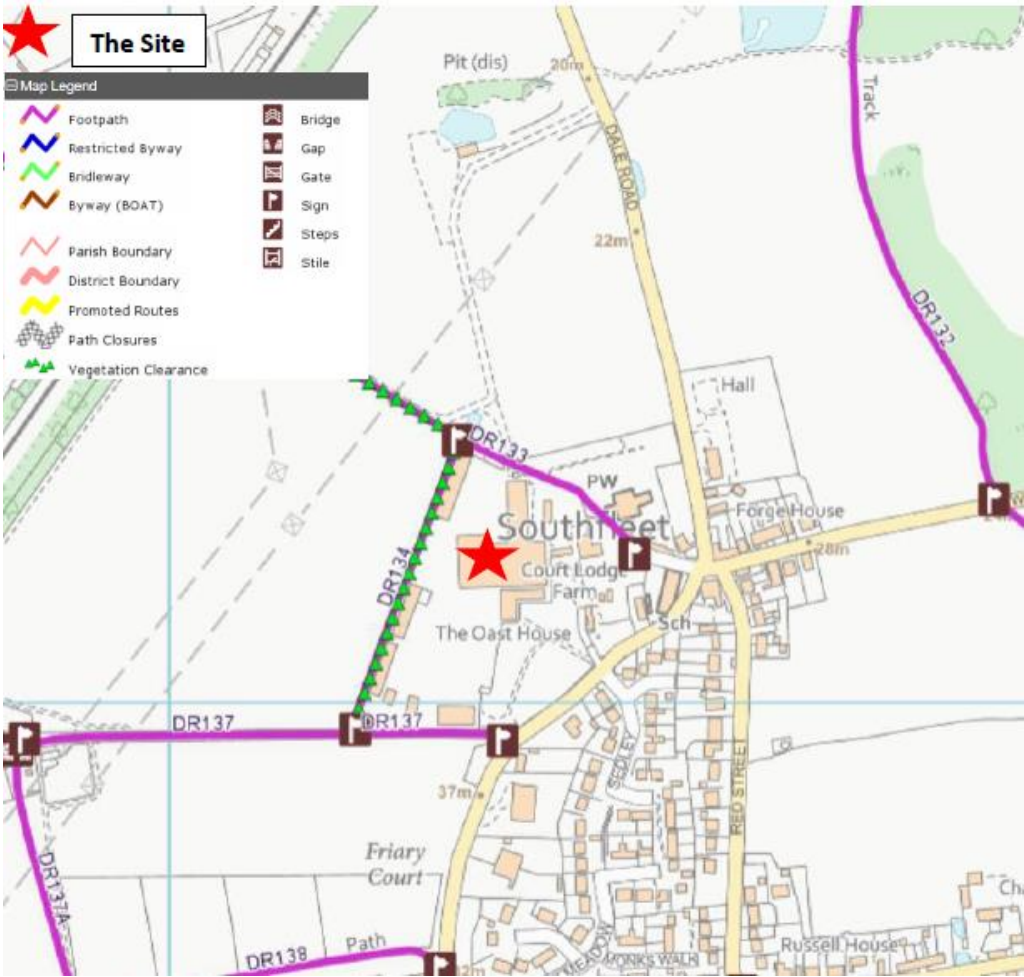 The Site
Map Legend
Footpath
Restricted Byway
Bridleway
Byway (BOAT)
Parish Boundary
District Boundary
Promoted Routes
Path Closures
Vegetation Clearance
Bridge
Gap
Gate
Sign
Steps
Stile
Pit (dis)
20m
DALE ROAD
22m
Track
DR132
Hall
DR133
PW
Southfleet
Forge House
28m
Court Lodge
Farm
DR134
The Oast House
Sch
DR137
DR137
SEDLEY
RED STREET
37m
Friary
Court
DR137A
DR138
Path
MEADOW
MONKS WALK
Russell House